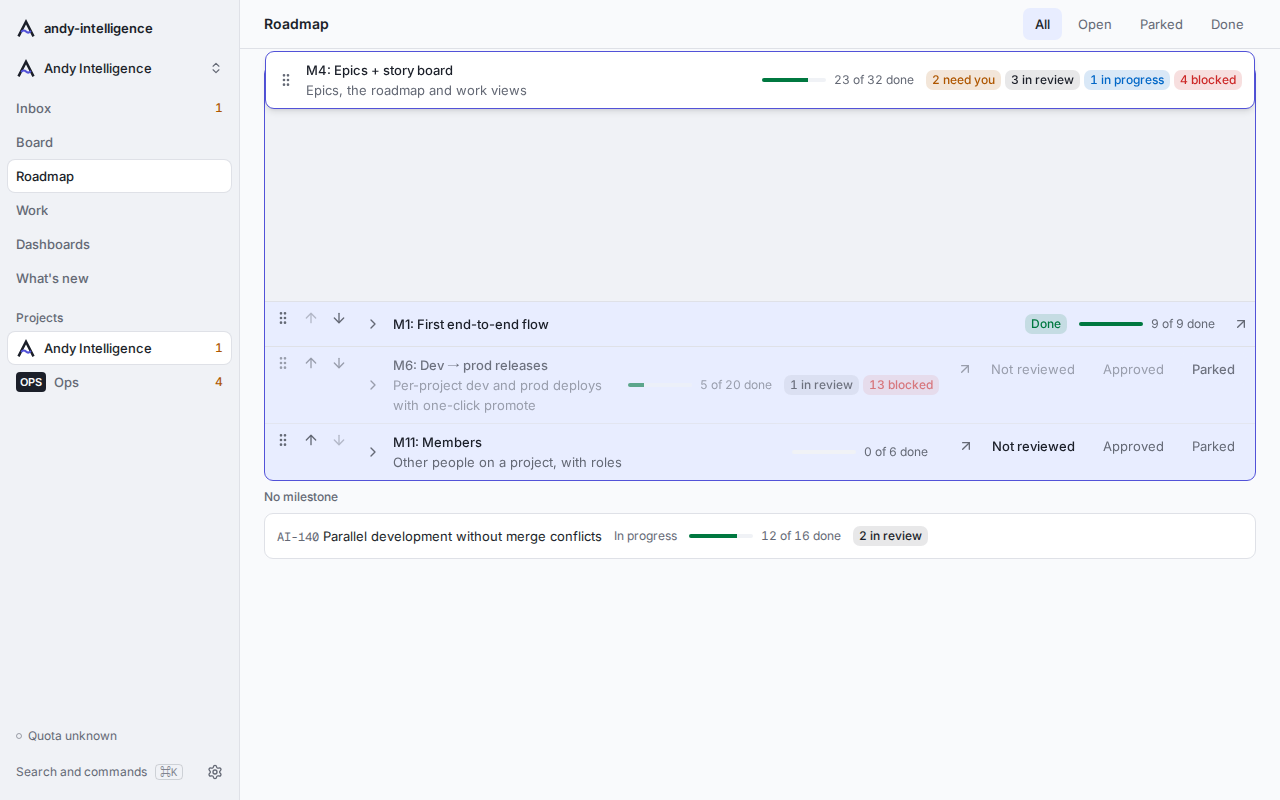 andy-intelligence
Andy Intelligence
Inbox 1
Board
Roadmap
Work
Dashboards
What's new
Projects
Andy Intelligence 1
OPS Ops 4
Quota unknown
Search and commands ⌘K
Roadmap
All Open Parked Done
M4: Epics + story board
Epics, the roadmap and work views
23 of 32 done 2 need you 3 in review 1 in progress 4 blocked
M1: First end-to-end flow
Done 9 of 9 done
M6: Dev → prod releases
Per-project dev and prod deploys
with one-click promote
5 of 20 done 1 in review 13 blocked
Not reviewed Approved Parked
M11: Members
Other people on a project, with roles
0 of 6 done
Not reviewed Approved Parked
No milestone
AI-140 Parallel development without merge conflicts In progress 12 of 16 done 2 in review